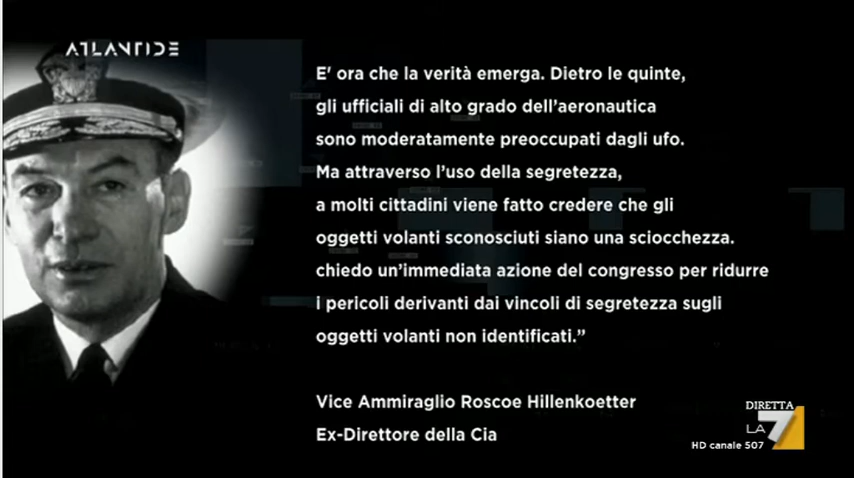 ATLANTIDE
E' ora che la verità emerga. Dietro le quinte,
gli ufficiali di alto grado dell'aeronautica
sono moderatamente preoccupati dagli ufo.
Ma attraverso l'uso della segretezza,
a molti cittadini viene fatto credere che gli
oggetti volanti sconosciuti siano una sciocchezza.
chiedo un'immediata azione del congresso per ridurre
i pericoli derivanti dai vincoli di segretezza sugli
oggetti volanti non identificati.”
Vice Ammiraglio Roscoe Hillenkoetter
Ex-Direttore della Cia
DIRETTA
LA 7
HD canale 507